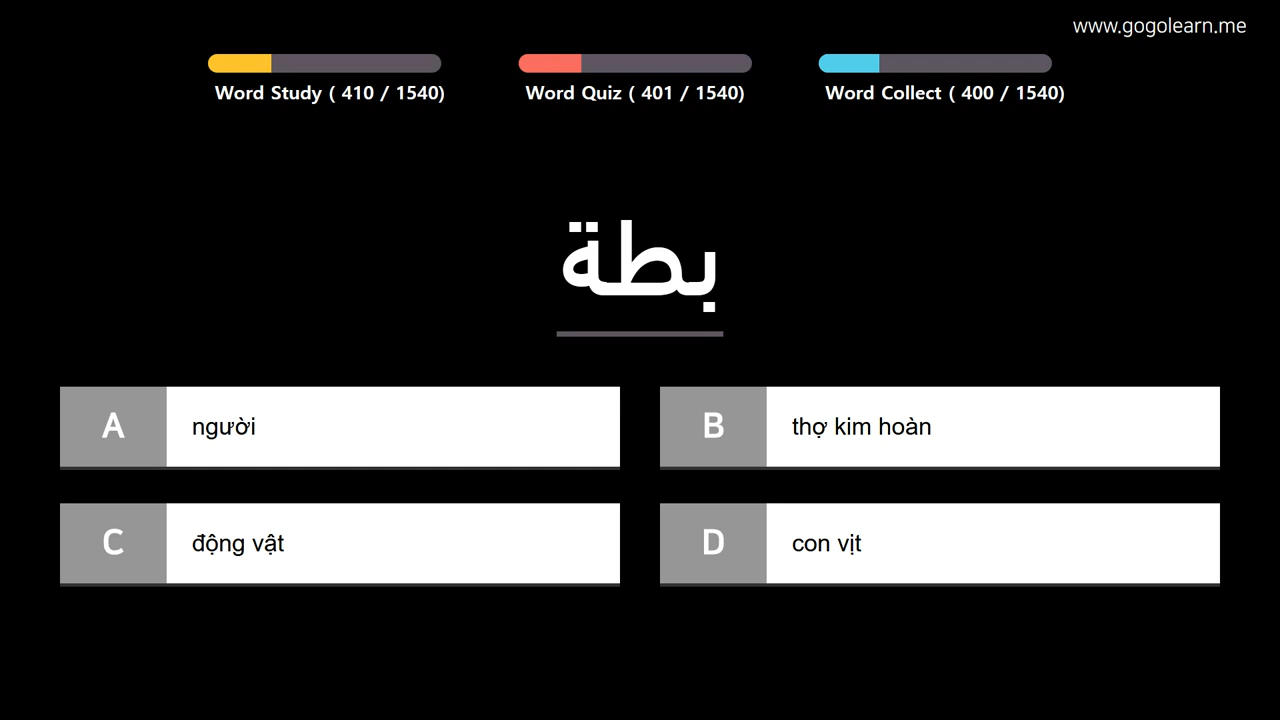 www.gogolearn.me
Word Study ( 410 / 1540)
Word Quiz ( 401 / 1540)
Word Collect ( 400 / 1540)
بطة
A
người
B
thợ kim hoàn
C
động vật
D
con vịt